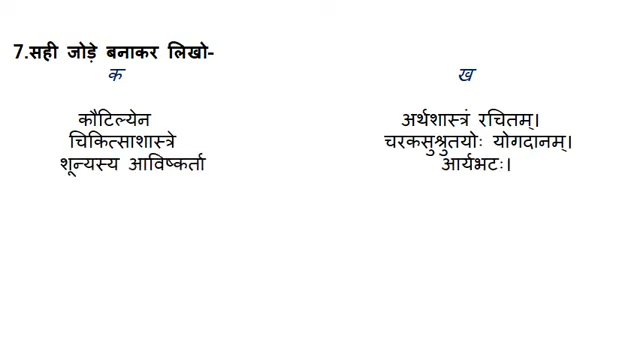 7.सही जोड़े बनाकर लिखो-
क ख
कौटिल्येन अर्थशास्त्रं रचितम्।
चिकित्साशास्त्रे चरकसुश्रुतयोः योगदानम्।
शून्यस्य आविष्कर्ता आर्यभटः।